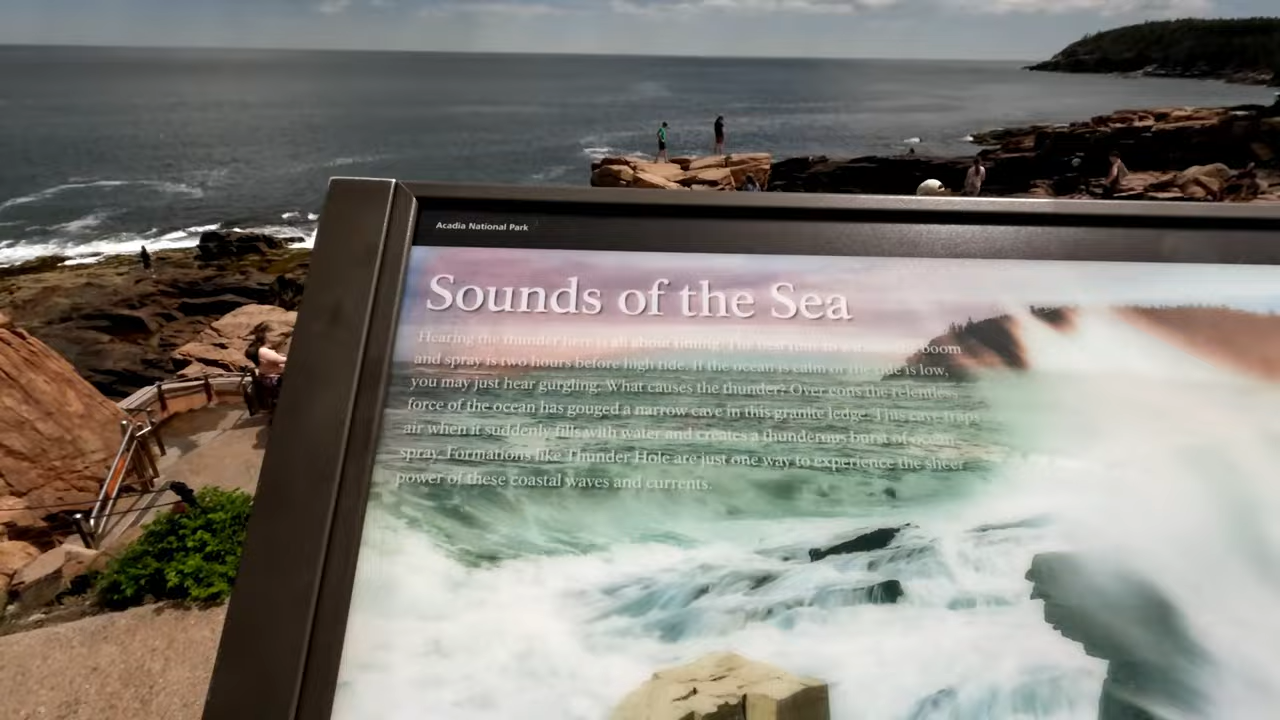 Acadia National Park
Sounds of the Sea
Hearing the thunder here is all about timing! The best time to boom
and spray is two hours before high tide. If the ocean is calm or the tide is low,
you may just hear gurgling. What causes the thunder? Over eons the relentless
force of the ocean has gouged a narrow cave in this granite ledge. This cave traps
air when it suddenly fills with water and creates a thunderous burst of ocean
spray. Formations like Thunder Hole are just one way to experience the sheer
power of these coastal waves and currents.